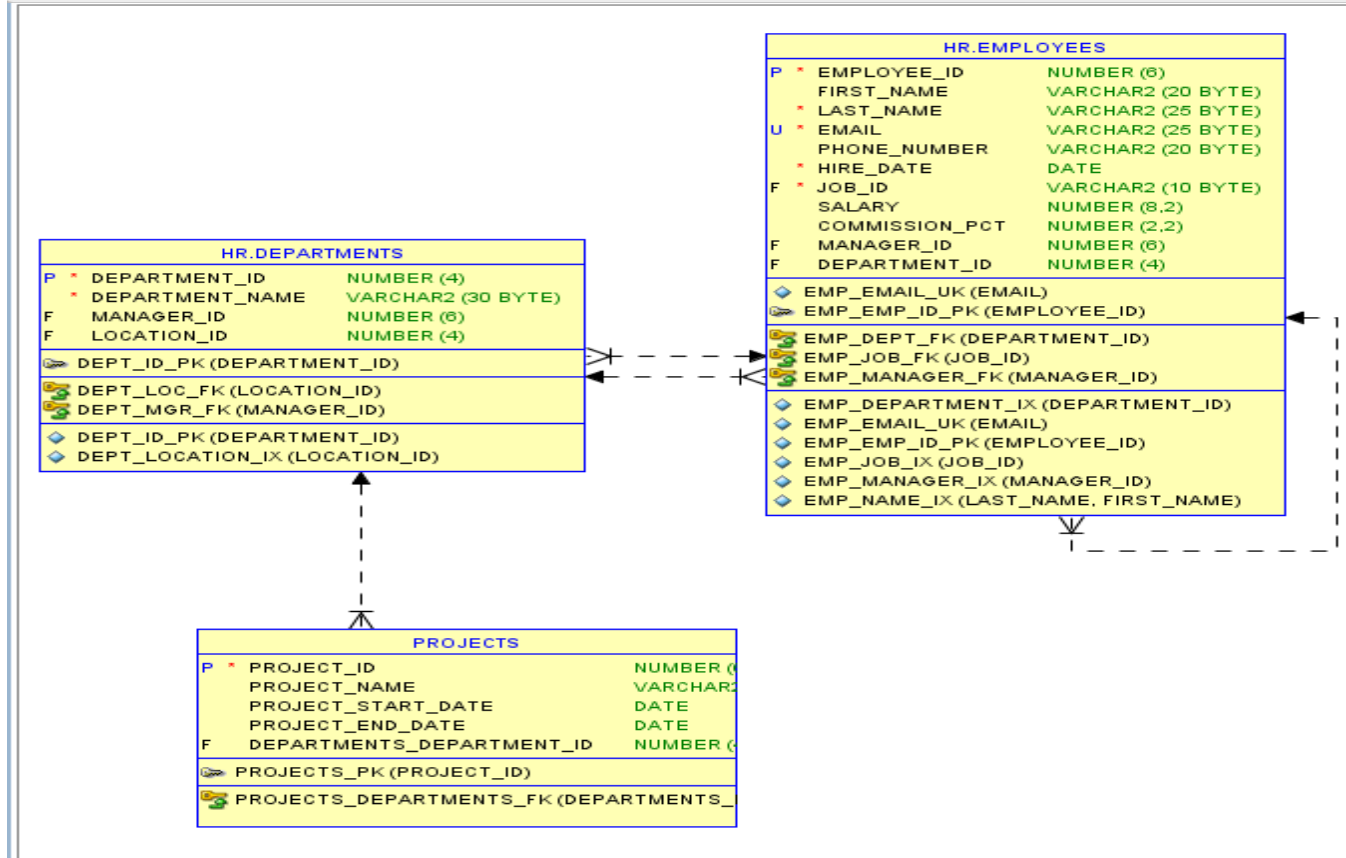 HR.EMPLOYEES
P * EMPLOYEE_ID NUMBER (6)
FIRST_NAME VARCHAR2 (20 BYTE)
* LAST_NAME VARCHAR2 (25 BYTE)
U * EMAIL VARCHAR2 (25 BYTE)
PHONE_NUMBER VARCHAR2 (20 BYTE)
* HIRE_DATE DATE
F * JOB_ID VARCHAR2 (10 BYTE)
SALARY NUMBER (8,2)
COMMISSION_PCT NUMBER (2,2)
F MANAGER_ID NUMBER (6)
F DEPARTMENT_ID NUMBER (4)
EMP_EMAIL_UK (EMAIL)
EMP_EMP_ID_PK (EMPLOYEE_ID)
EMP_DEPT_FK (DEPARTMENT_ID)
EMP_JOB_FK (JOB_ID)
EMP_MANAGER_FK (MANAGER_ID)
EMP_DEPARTMENT_IX (DEPARTMENT_ID)
EMP_EMAIL_UK (EMAIL)
EMP_EMP_ID_PK (EMPLOYEE_ID)
EMP_JOB_IX (JOB_ID)
EMP_MANAGER_IX (MANAGER_ID)
EMP_NAME_IX (LAST_NAME, FIRST_NAME)
HR.DEPARTMENTS
P * DEPARTMENT_ID NUMBER (4)
* DEPARTMENT_NAME VARCHAR2 (30 BYTE)
F MANAGER_ID NUMBER (6)
F LOCATION_ID NUMBER (4)
DEPT_ID_PK (DEPARTMENT_ID)
DEPT_LOC_FK (LOCATION_ID)
DEPT_MGR_FK (MANAGER_ID)
DEPT_ID_PK (DEPARTMENT_ID)
DEPT_LOCATION_IX (LOCATION_ID)
PROJECTS
P * PROJECT_ID NUMBER (
PROJECT_NAME VARCHAR2
PROJECT_START_DATE DATE
PROJECT_END_DATE DATE
F DEPARTMENTS_DEPARTMENT_ID NUMBER (
PROJECTS_PK (PROJECT_ID)
PROJECTS_DEPARTMENTS_FK (DEPARTMENTS_